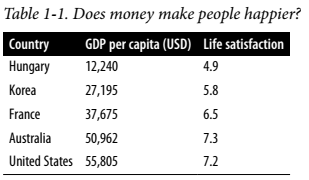 Table 1-1. Does money make people happier?
Country GDP per capita (USD) Life satisfaction
Hungary 12,240 4.9
Korea 27,195 5.8
France 37,675 6.5
Australia 50,962 7.3
United States 55,805 7.2